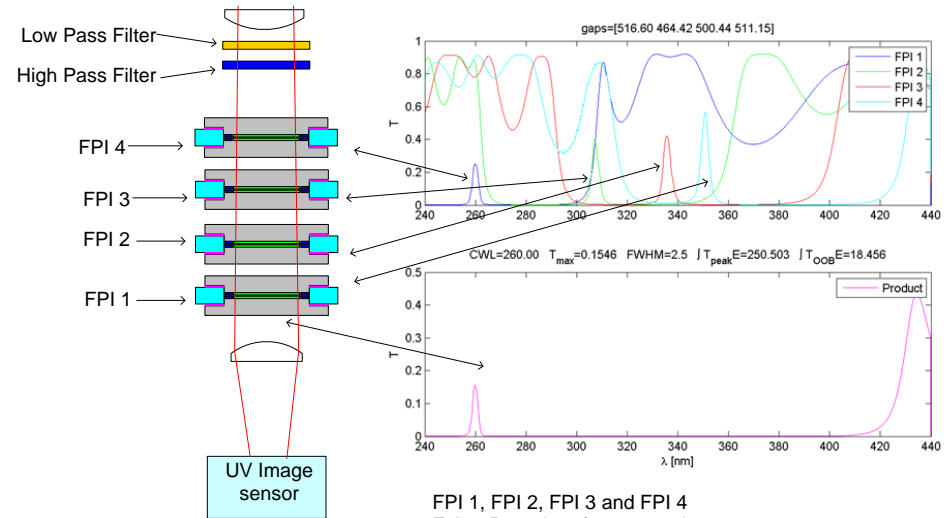 Low Pass Filter
High Pass Filter
FPI 4
FPI 3
FPI 2
FPI 1
UV Image
sensor
gaps=[516.60 464.42 500.44 511.15]
FPI 1
FPI 2
FPI 3
FPI 4
T
1
0.8
0.6
0.4
0.2
0
240 260 280 300 320 340 360 380 400 420 440
CWL=260.00 Tmax=0.1546 FWHM=2.5 ∫TpeakE=250.503 ∫TOOBE=18.456
Product
T
0.5
0.4
0.3
0.2
0.1
0
240 260 280 300 320 340 360 380 400 420 440
λ [nm]
FPI 1, FPI 2, FPI 3 and FPI 4